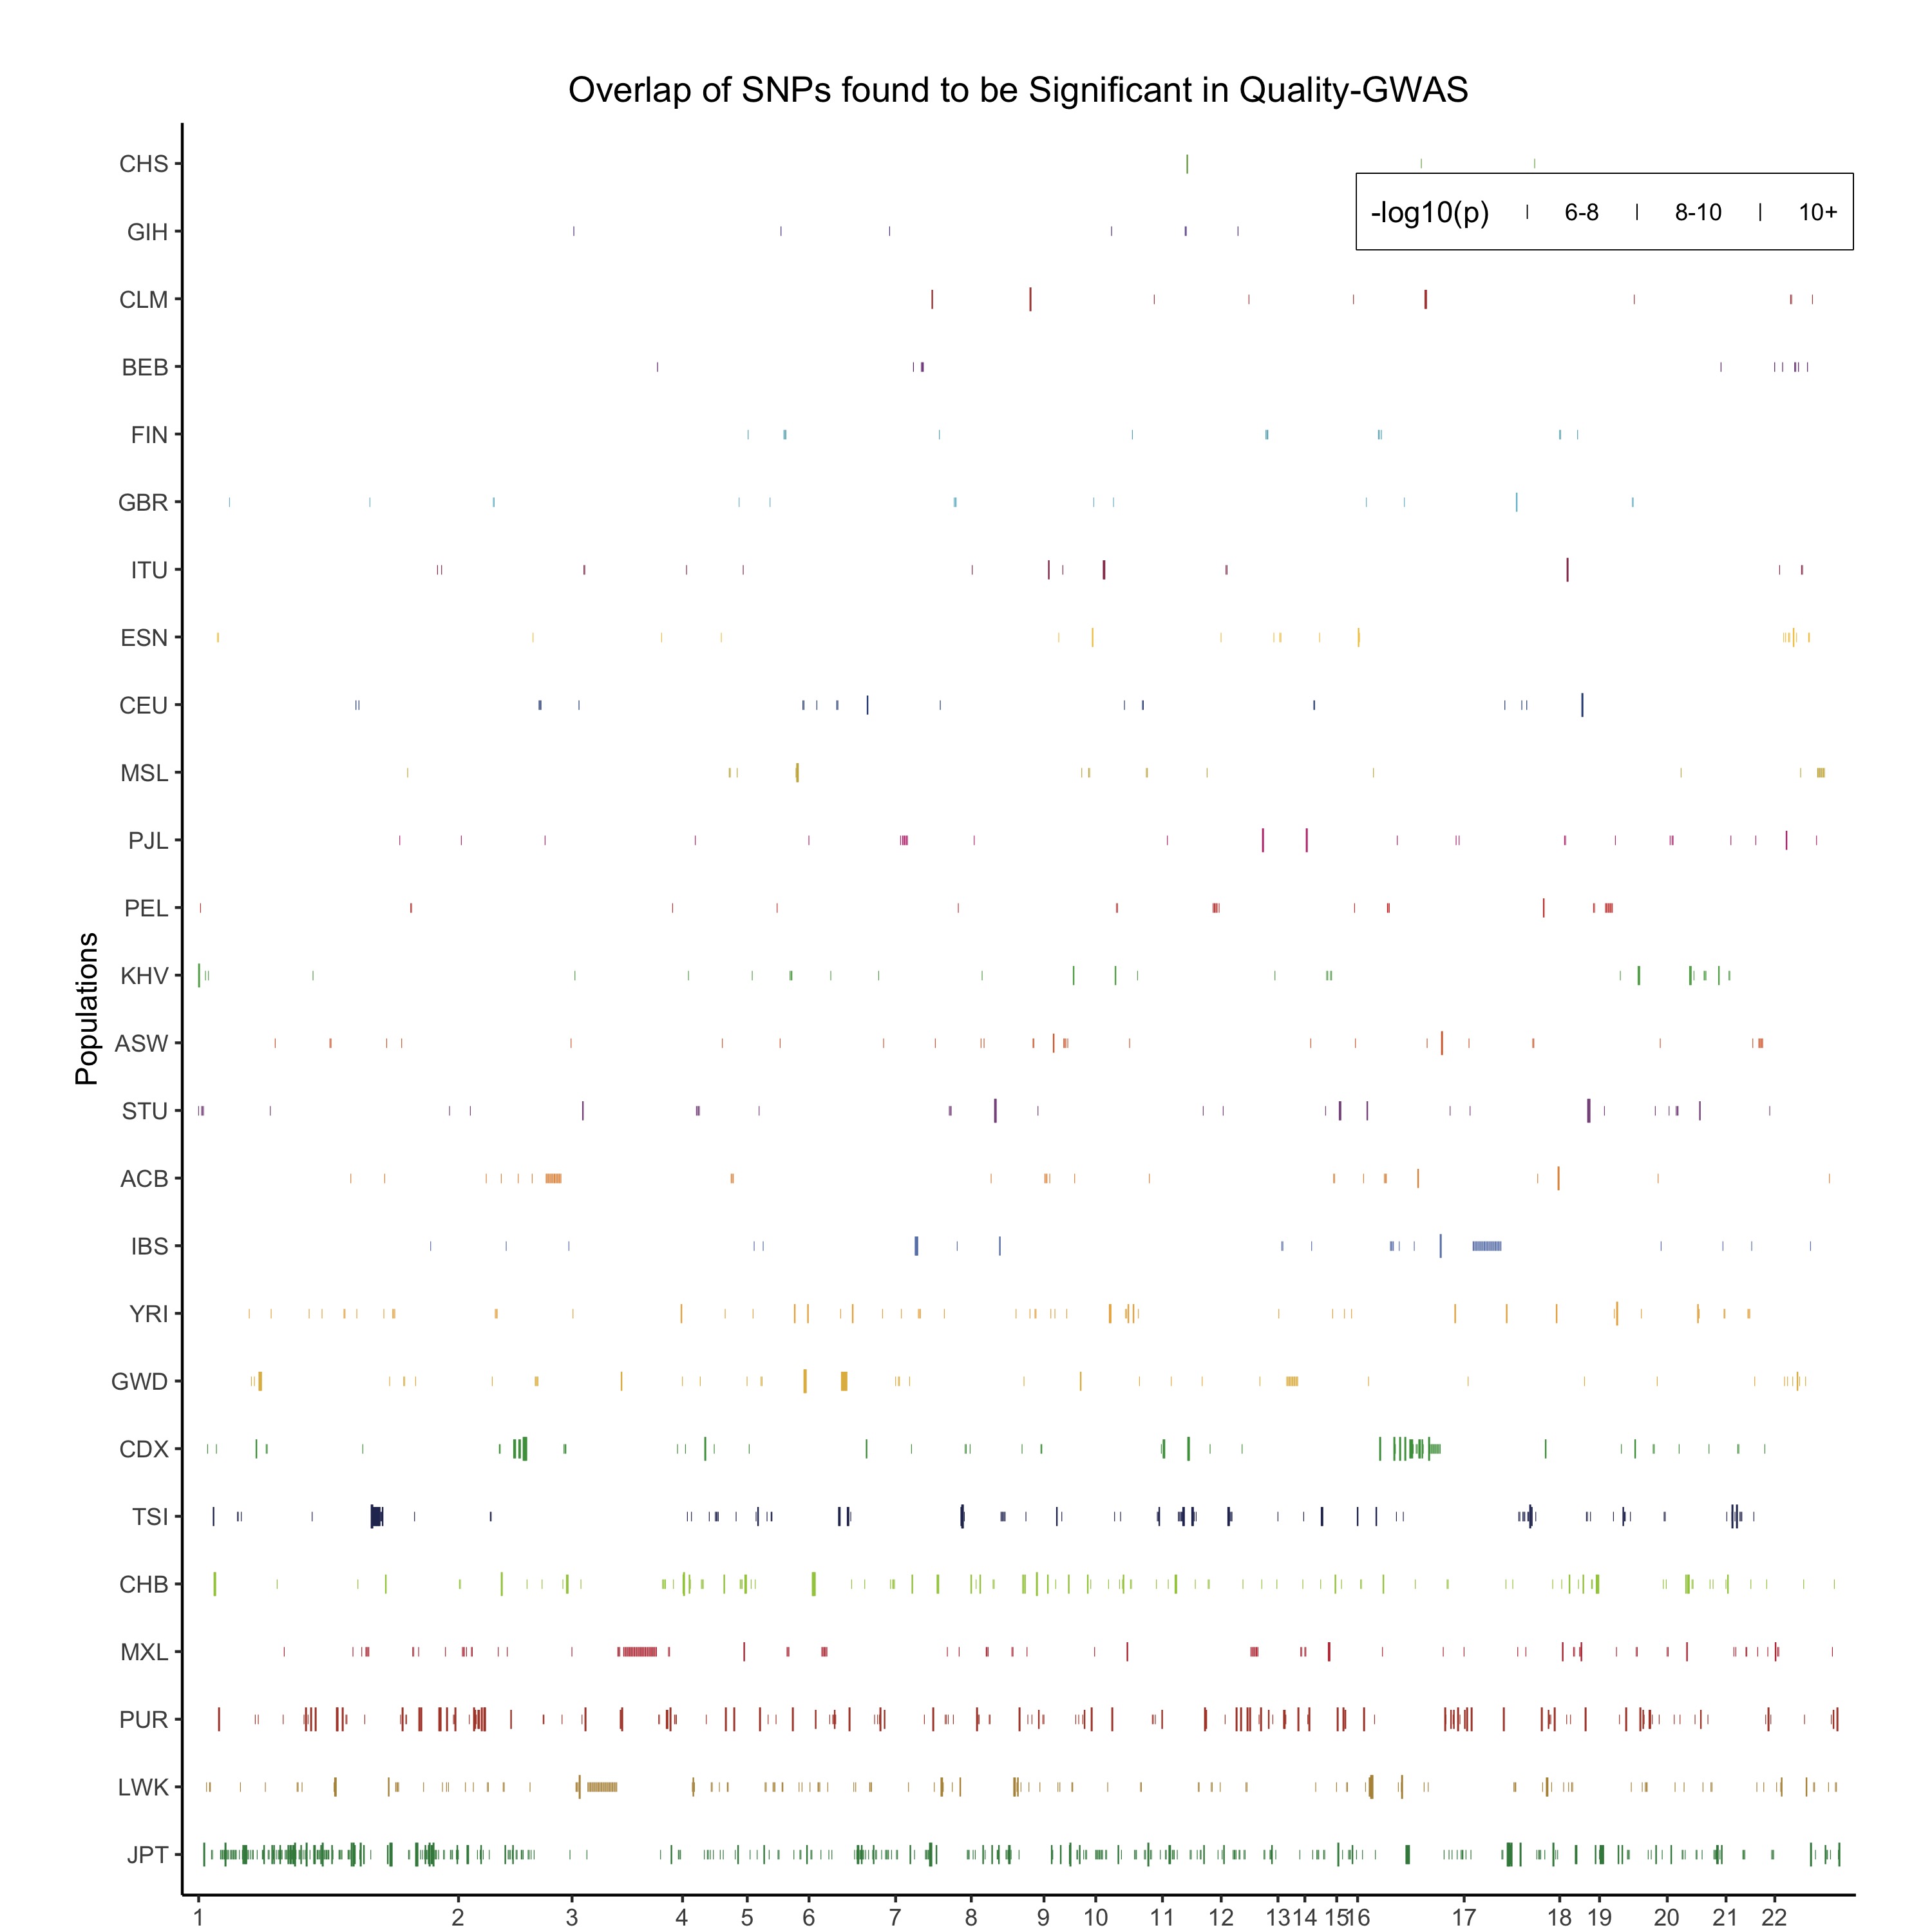 Overlap of SNPs found to be Significant in Quality-GWAS
CHS
-log10(p) | 6-8 | 8-10 | 10+
GIH
CLM
BEB
FIN
GBR
ITU
ESN
CEU
MSL
PJL
PEL
KHV
Populations
ASW
STU
ACB
IBS
YRI
GWD
CDX
TSI
CHB
MXL
PUR
LWK
JPT
1 2 3 4 5 6 7 8 9 10 11 12 13 14 15 16 17 18 19 20 21 22